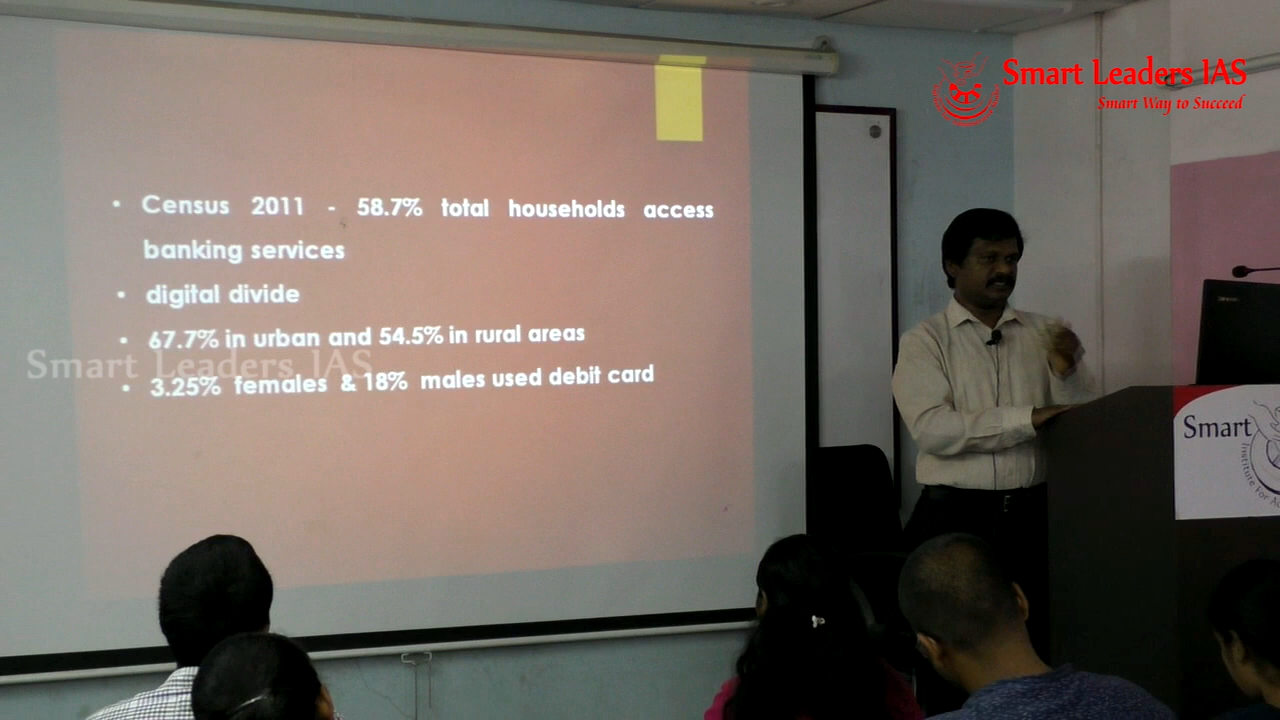 Smart Leaders IAS
Smart Way to Succeed
• Census 2011 - 58.7% total households access
banking services
• digital divide
• 67.7% in urban and 54.5% in rural areas
Smart Leaders IAS
• 3.25% females & 18% males used debit card
Smart
Institute For